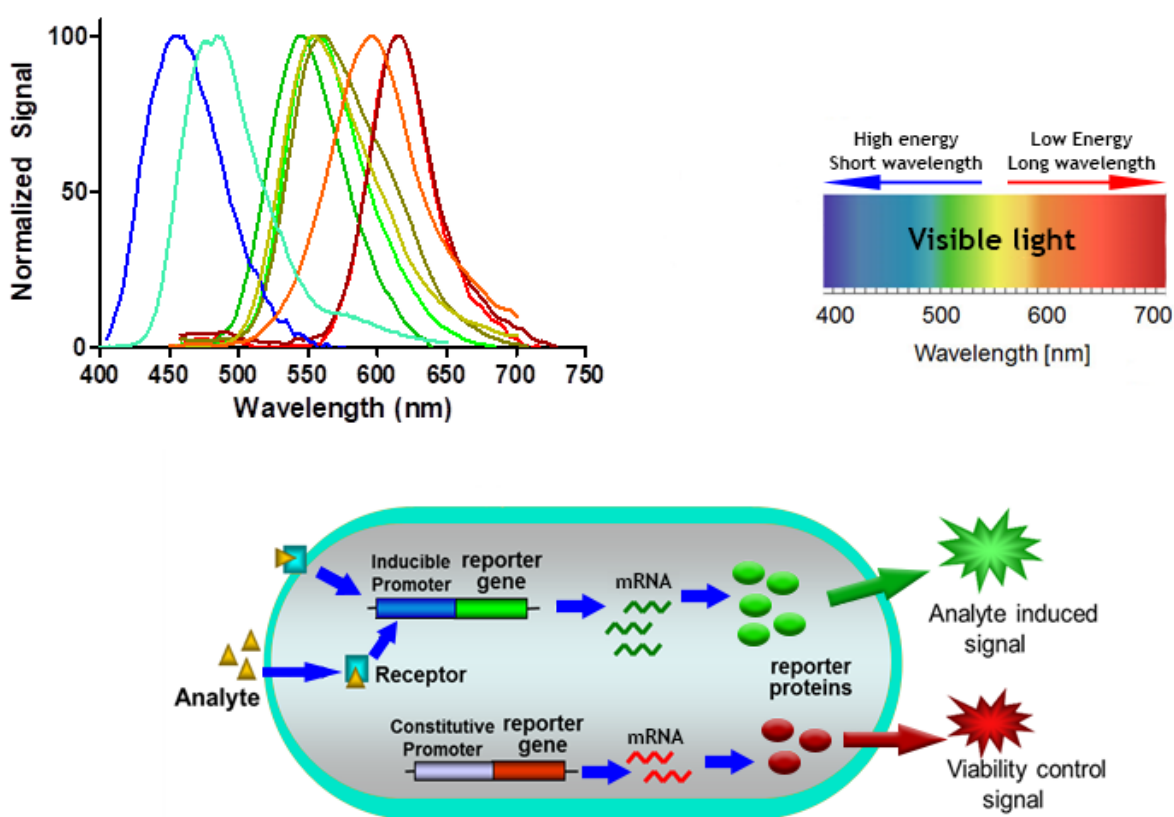 Normalized Signal
100
50
0
400 450 500 550 600 650 700 750
Wavelength (nm)
High energy
Short wavelength
Low Energy
Long wavelength
Visible light
400 500 600 700
Wavelength [nm]
Inducible
Promoter
reporter
gene
mRNA
Analyte induced
signal
Analyte
Receptor
reporter
proteins
Constitutive
Promoter
reporter
gene
mRNA
Viability control
signal